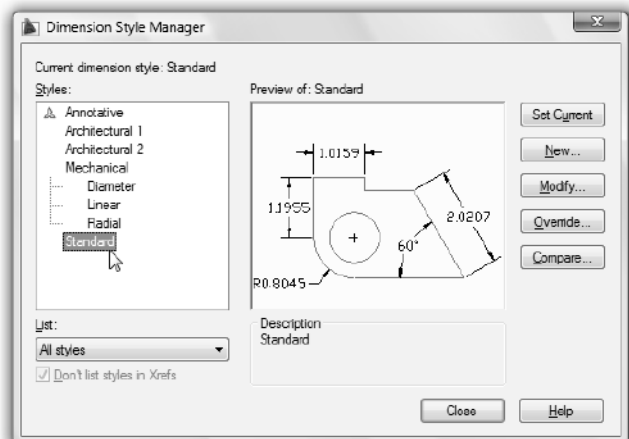 Dimension Style Manager
Current dimension style: Standard
Styles:
Annotative
Architectural 1
Architectural 2
Mechanical
Diameter
Linear
Radial
Standard
List:
All styles
Don't list styles in Xrefs
Preview of: Standard
1.0159
1.1955
2.0207
60°
R0.8045
Description
Standard
Set Current
New...
Modify...
Override...
Compare...
Close
Help